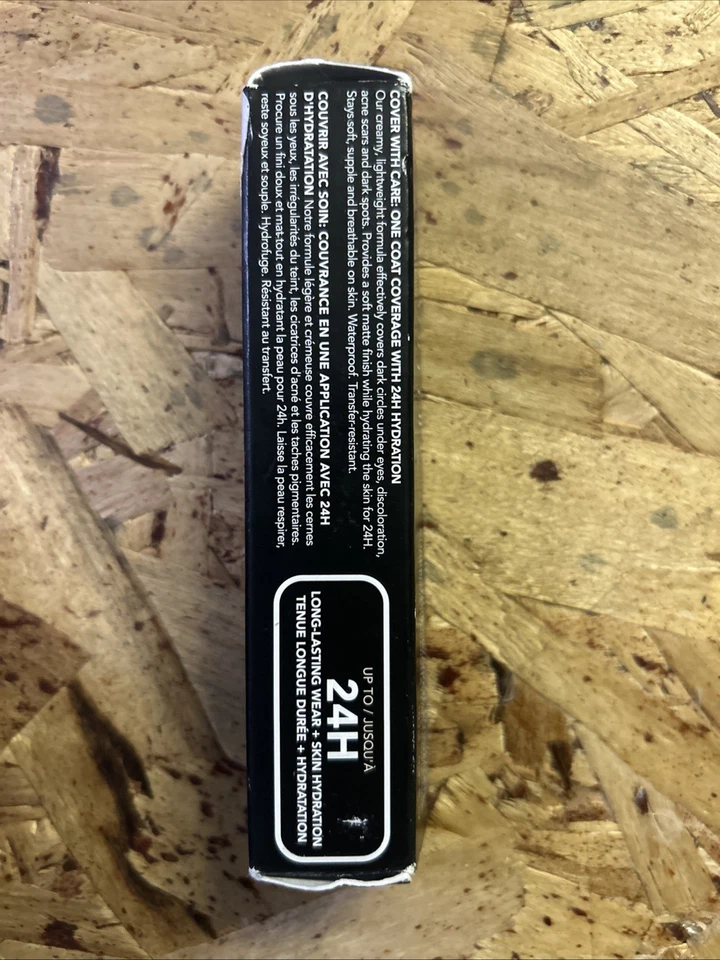 COVER WITH CARE: ONE COAT COVERAGE WITH 24H HYDRATION
Our creamy, lightweight formula effectively covers dark circles under eyes, discoloration,
acne scars and dark spots. Provides a soft matte finish while hydrating the skin for 24H.
Stays soft, supple and breathable on skin. Waterproof. Transfer-resistant.
COUVRIR AVEC SOIN: COUVRANCE EN UNE APPLICATION AVEC 24H
D'HYDRATATION Notre formule légère et crémeuse couvre efficacement les cernes
sous les yeux, les irrégularités du teint, les cicatrices d'acné et les taches pigmentaires.
Procure un fini doux et mat tout en hydratant la peau pour 24h. Laisse la peau respirer,
reste soyeux et souple. Hydrofuge. Résistant au transfert.
UP TO / JUSQU'À
24H
LONG-LASTING WEAR + SKIN HYDRATION
TENUE LONGUE DURÉE + HYDRATATION